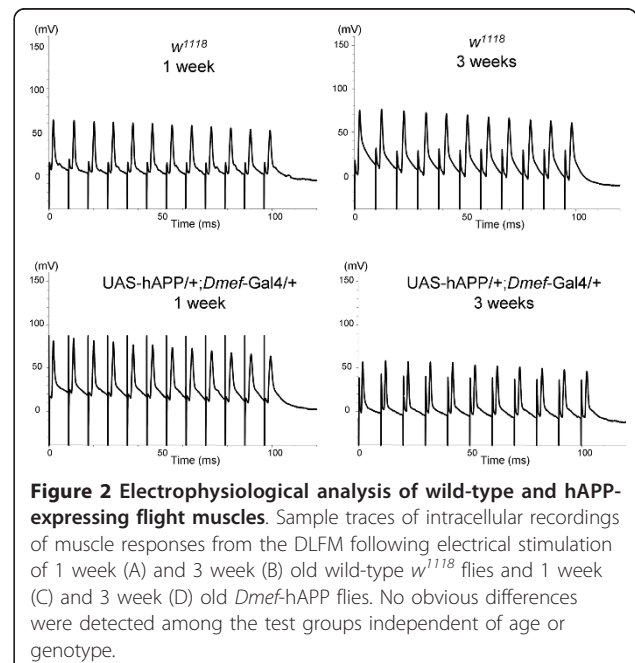 (mV)
w1118
1 week
150
100
50
0
50
100
Time (ms)
(mV)
w1118
3 weeks
150
100
50
0
50
100
Time (ms)
(mV)
UAS-hAPP/+;Dmef-Gal4/+
1 week
150
100
50
0
0
50
100
Time (ms)
(mV)
UAS-hAPP/+;Dmef-Gal4/+
3 weeks
150
100
50
0
0
50
100
Time (ms)
Figure 2 Electrophysiological analysis of wild-type and hAPP-
expressing flight muscles. Sample traces of intracellular recordings
of muscle responses from the DLFM following electrical stimulation
of 1 week (A) and 3 week (B) old wild-type w1118 flies and 1 week
(C) and 3 week (D) old Dmef-hAPP flies. No obvious differences
were detected among the test groups independent of age or
genotype.